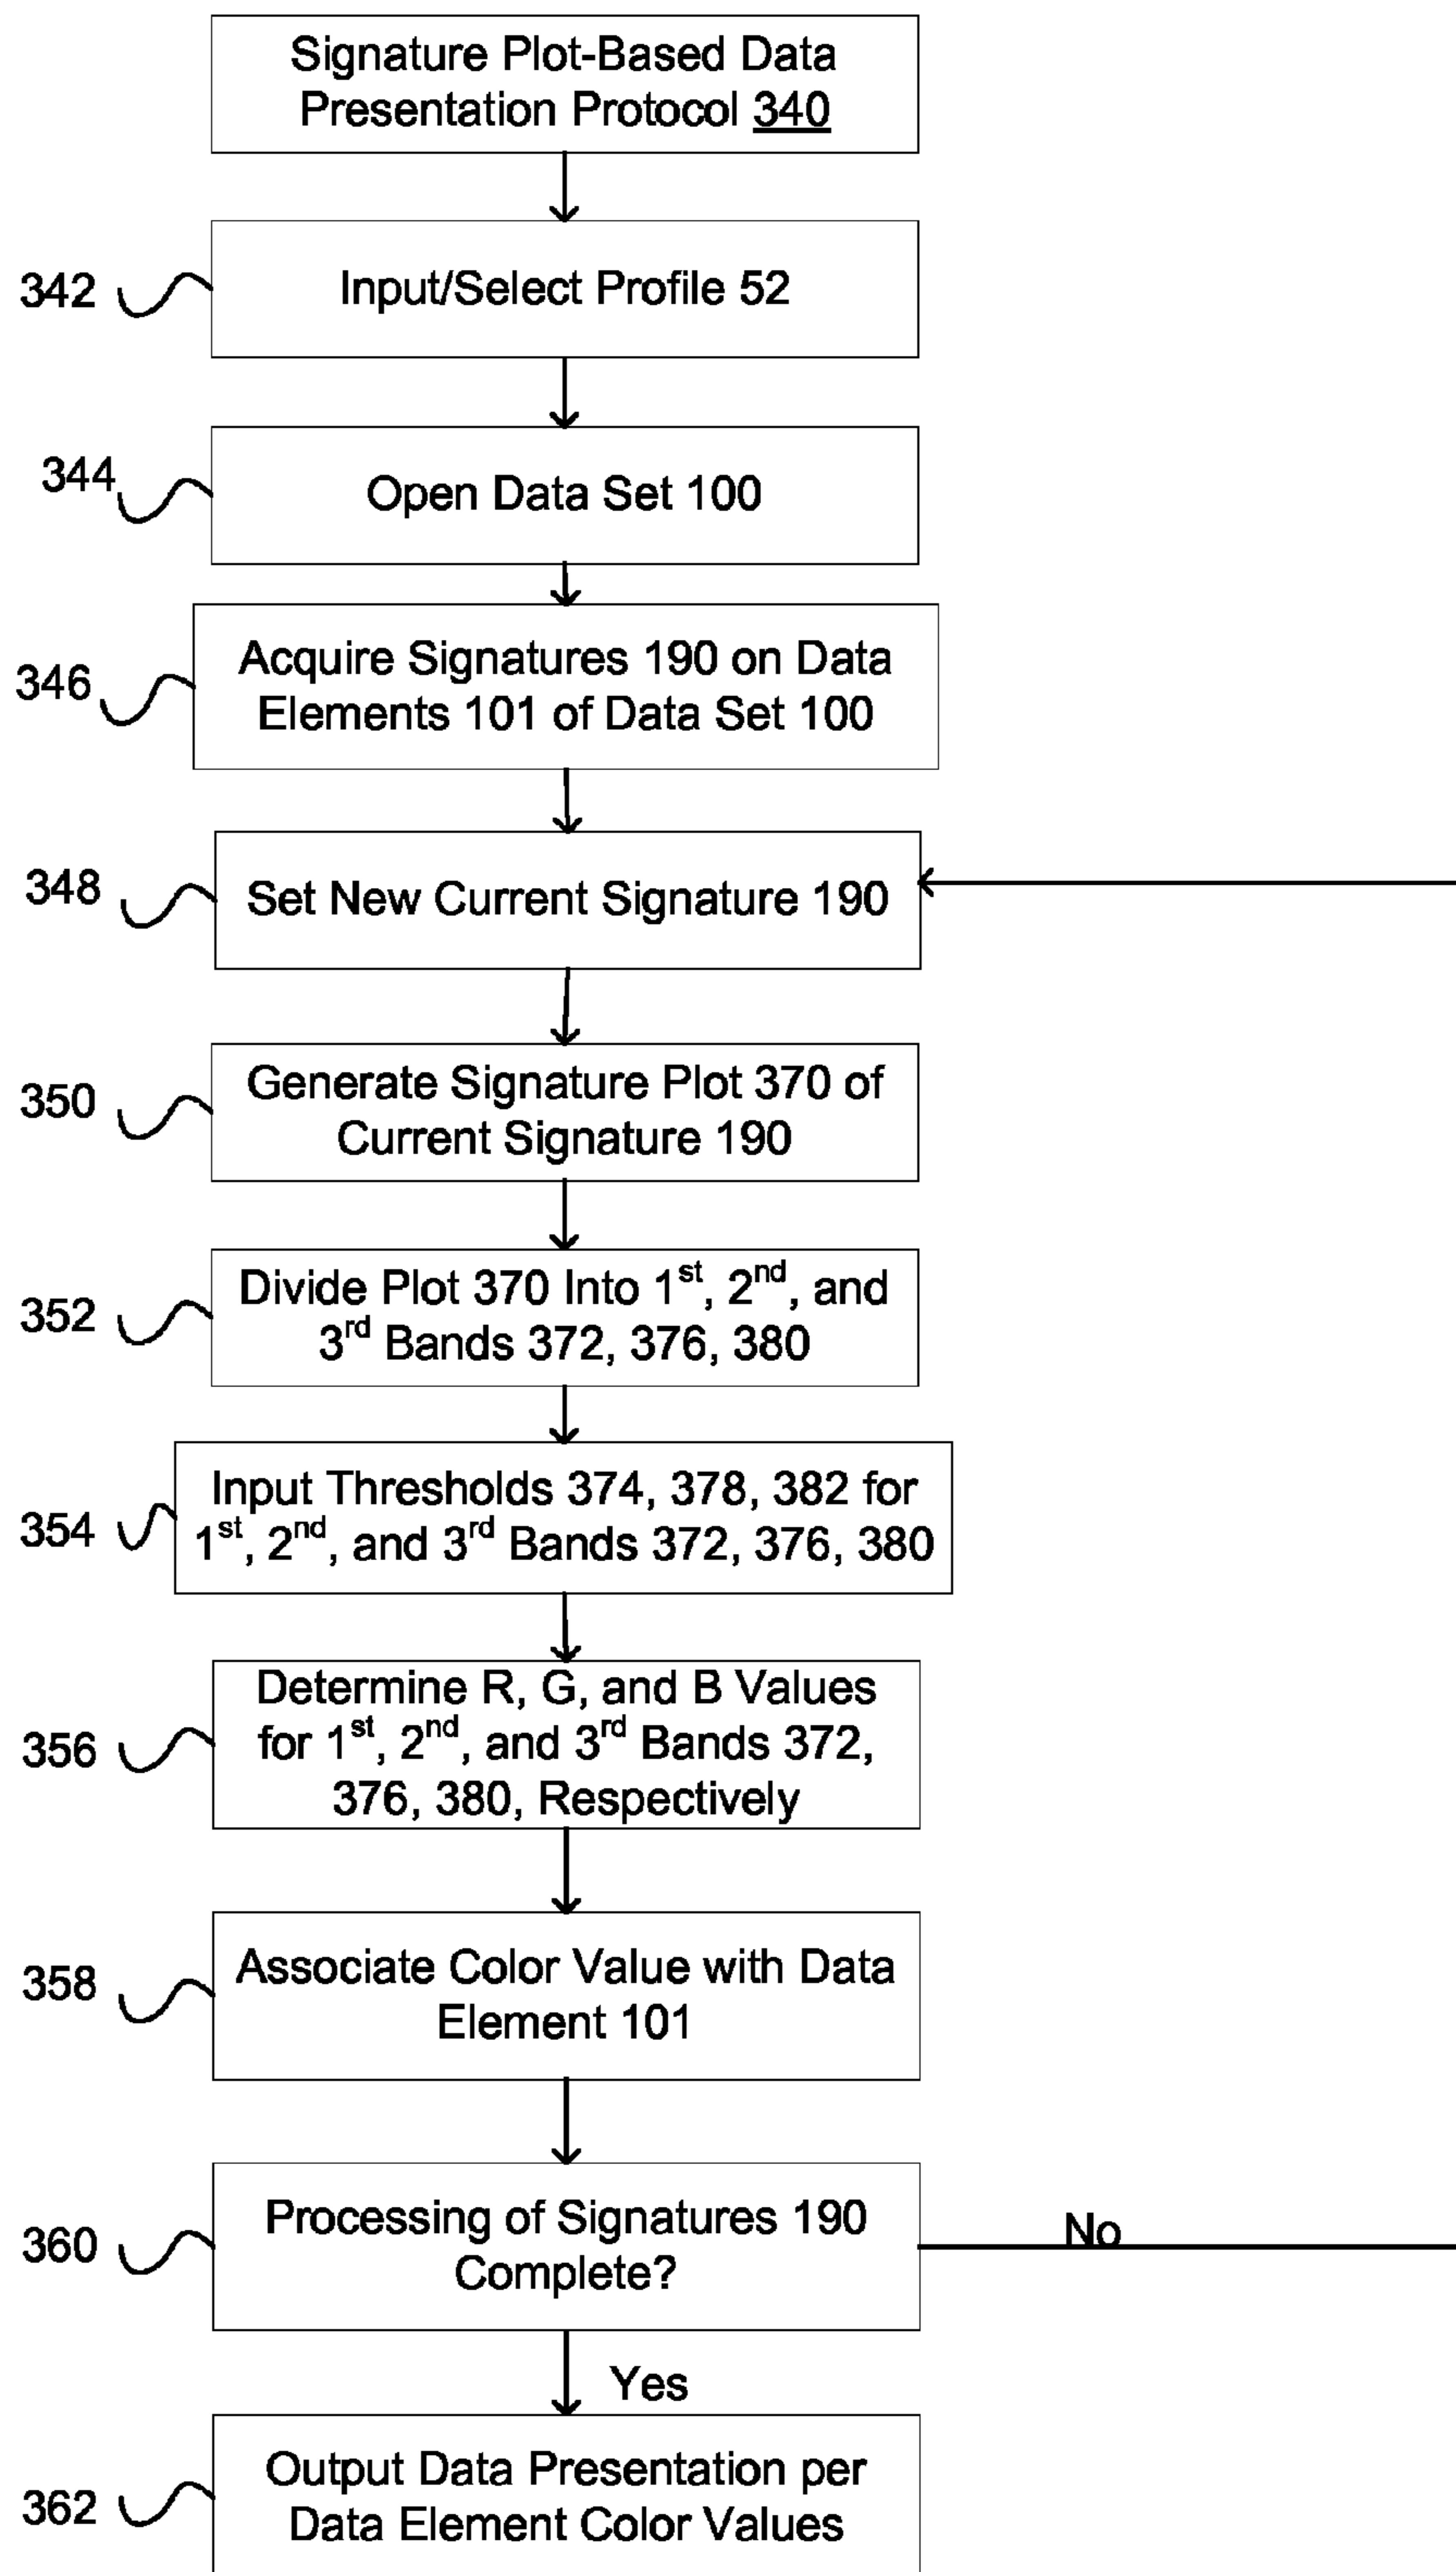 Signature Plot-Based Data
Presentation Protocol 340
342
Input/Select Profile 52
344
Open Data Set 100
346
Acquire Signatures 190 on Data
Elements 101 of Data Set 100
348
Set New Current Signature 190
350
Generate Signature Plot 370 of
Current Signature 190
352
Divide Plot 370 Into 1st, 2nd, and
3rd Bands 372, 376, 380
354
Input Thresholds 374, 378, 382 for
1st, 2nd, and 3rd Bands 372, 376, 380
356
Determine R, G, and B Values
for 1st, 2nd, and 3rd Bands 372,
376, 380, Respectively
358
Associate Color Value with Data
Element 101
360
Processing of Signatures 190
Complete?
No
Yes
362
Output Data Presentation per
Data Element Color Values